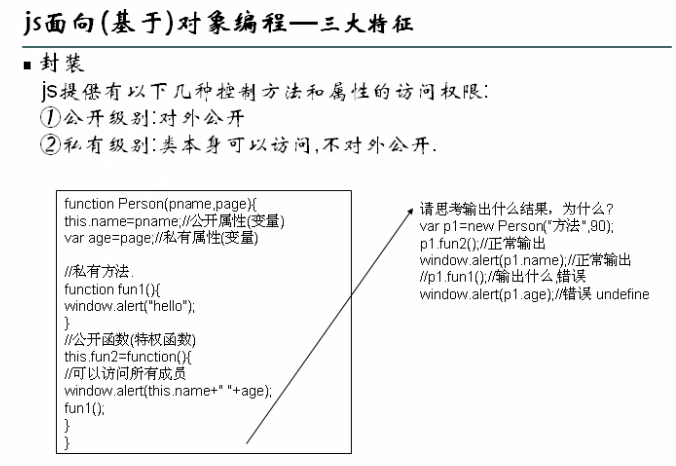 js面向(基于)对象编程—三大特征
■ 封装
js提供有以下几种控制方法和属性的访问权限:
①公开级别:对外公开
②私有级别:类本身可以访问,不对外公开.
function Person(pname,page){
this.name=pname;//公开属性(变量)
var age=page;//私有属性(变量)
//私有方法.
function fun1(){
window.alert("hello");
}
//公开函数(特权函数)
this.fun2=function(){
//可以访问所有成员
window.alert(this.name+" "+age);
fun1();
}
}
请思考输出什么结果，为什么?
var p1=new Person("方法",90);
p1.fun2();//正常输出
window.alert(p1.name);//正常输出
//p1.fun1();//输出什么,错误
window.alert(p1.age);//错误 undefine